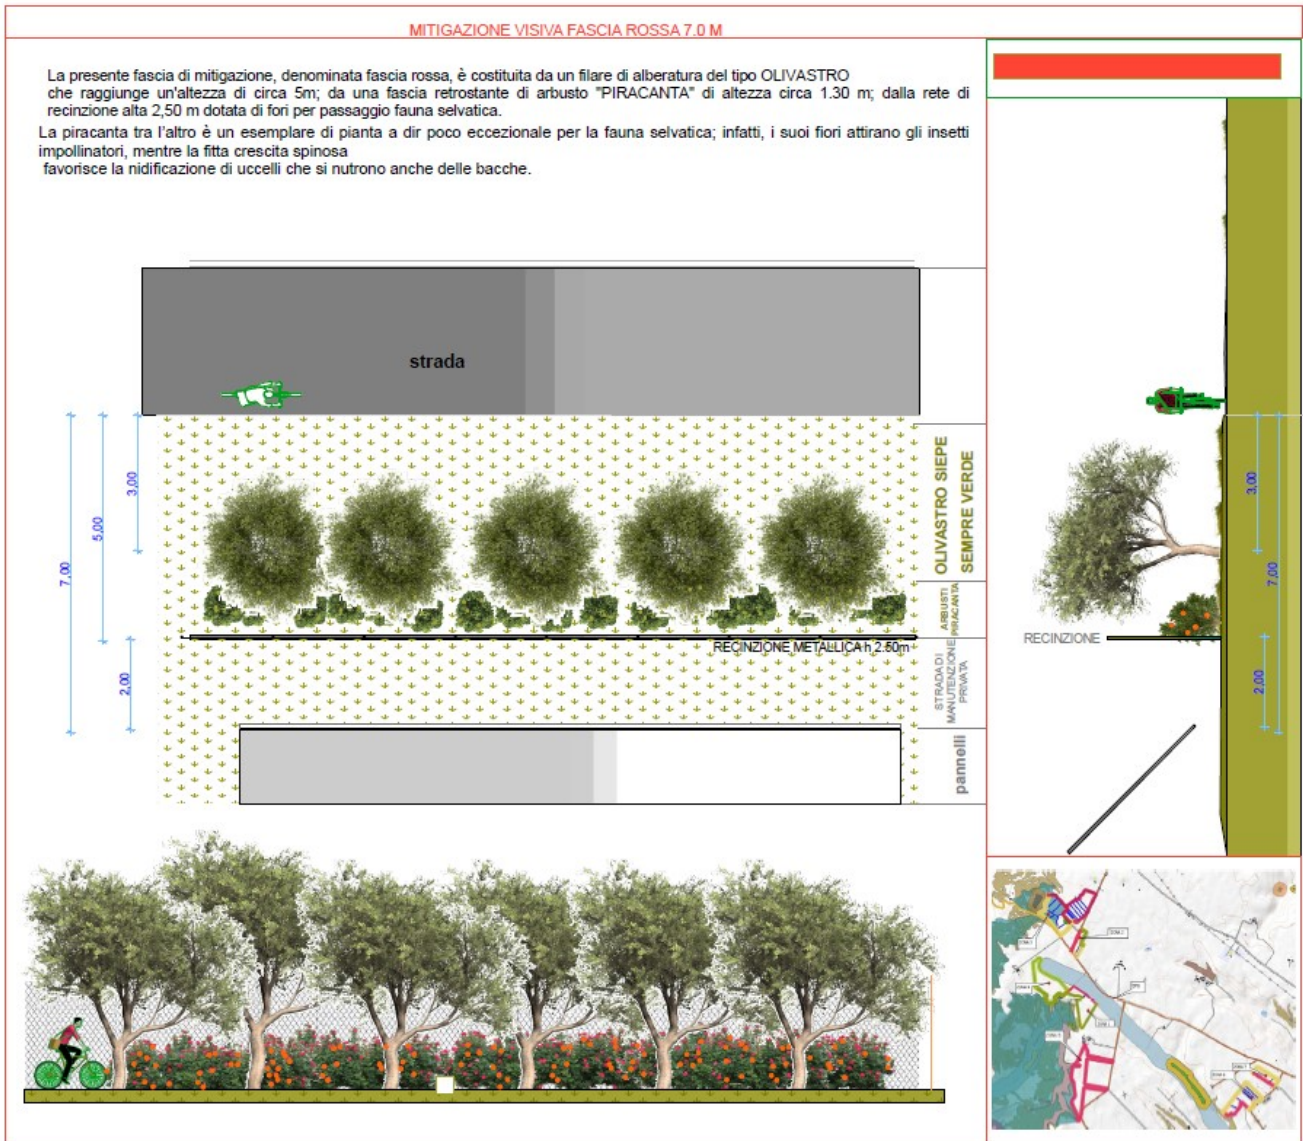 MITIGAZIONE VISIVA FASCIA ROSSA 7.0 M
La presente fascia di mitigazione, denominata fascia rossa, è costituita da un filare di alberatura del tipo OLIVASTRO
che raggiunge un'altezza di circa 5m; da una fascia retrostante di arbusto "PIRACANTA" di altezza circa 1.30 m; dalla rete di
recinzione alta 2,50 m dotata di fori per passaggio fauna selvatica.
La piracanta tra l'altro è un esemplare di pianta a dir poco eccezionale per la fauna selvatica; infatti, i suoi fiori attirano gli insetti
impollinatori, mentre la fitta crescita spinosa
favorisce la nidificazione di uccelli che si nutrono anche delle bacche.
strada
3,00
5,00
7,00
2,00
OLIVASTRO SIEPE
SEMPRE VERDE
ARBUSTI
PIRACANTA
RECINZIONE METALLICA h 2.50m
STRADA DI
MANUTENZIONE
PRIVATA
pannelli
3,00
7,00
RECINZIONE
2,00